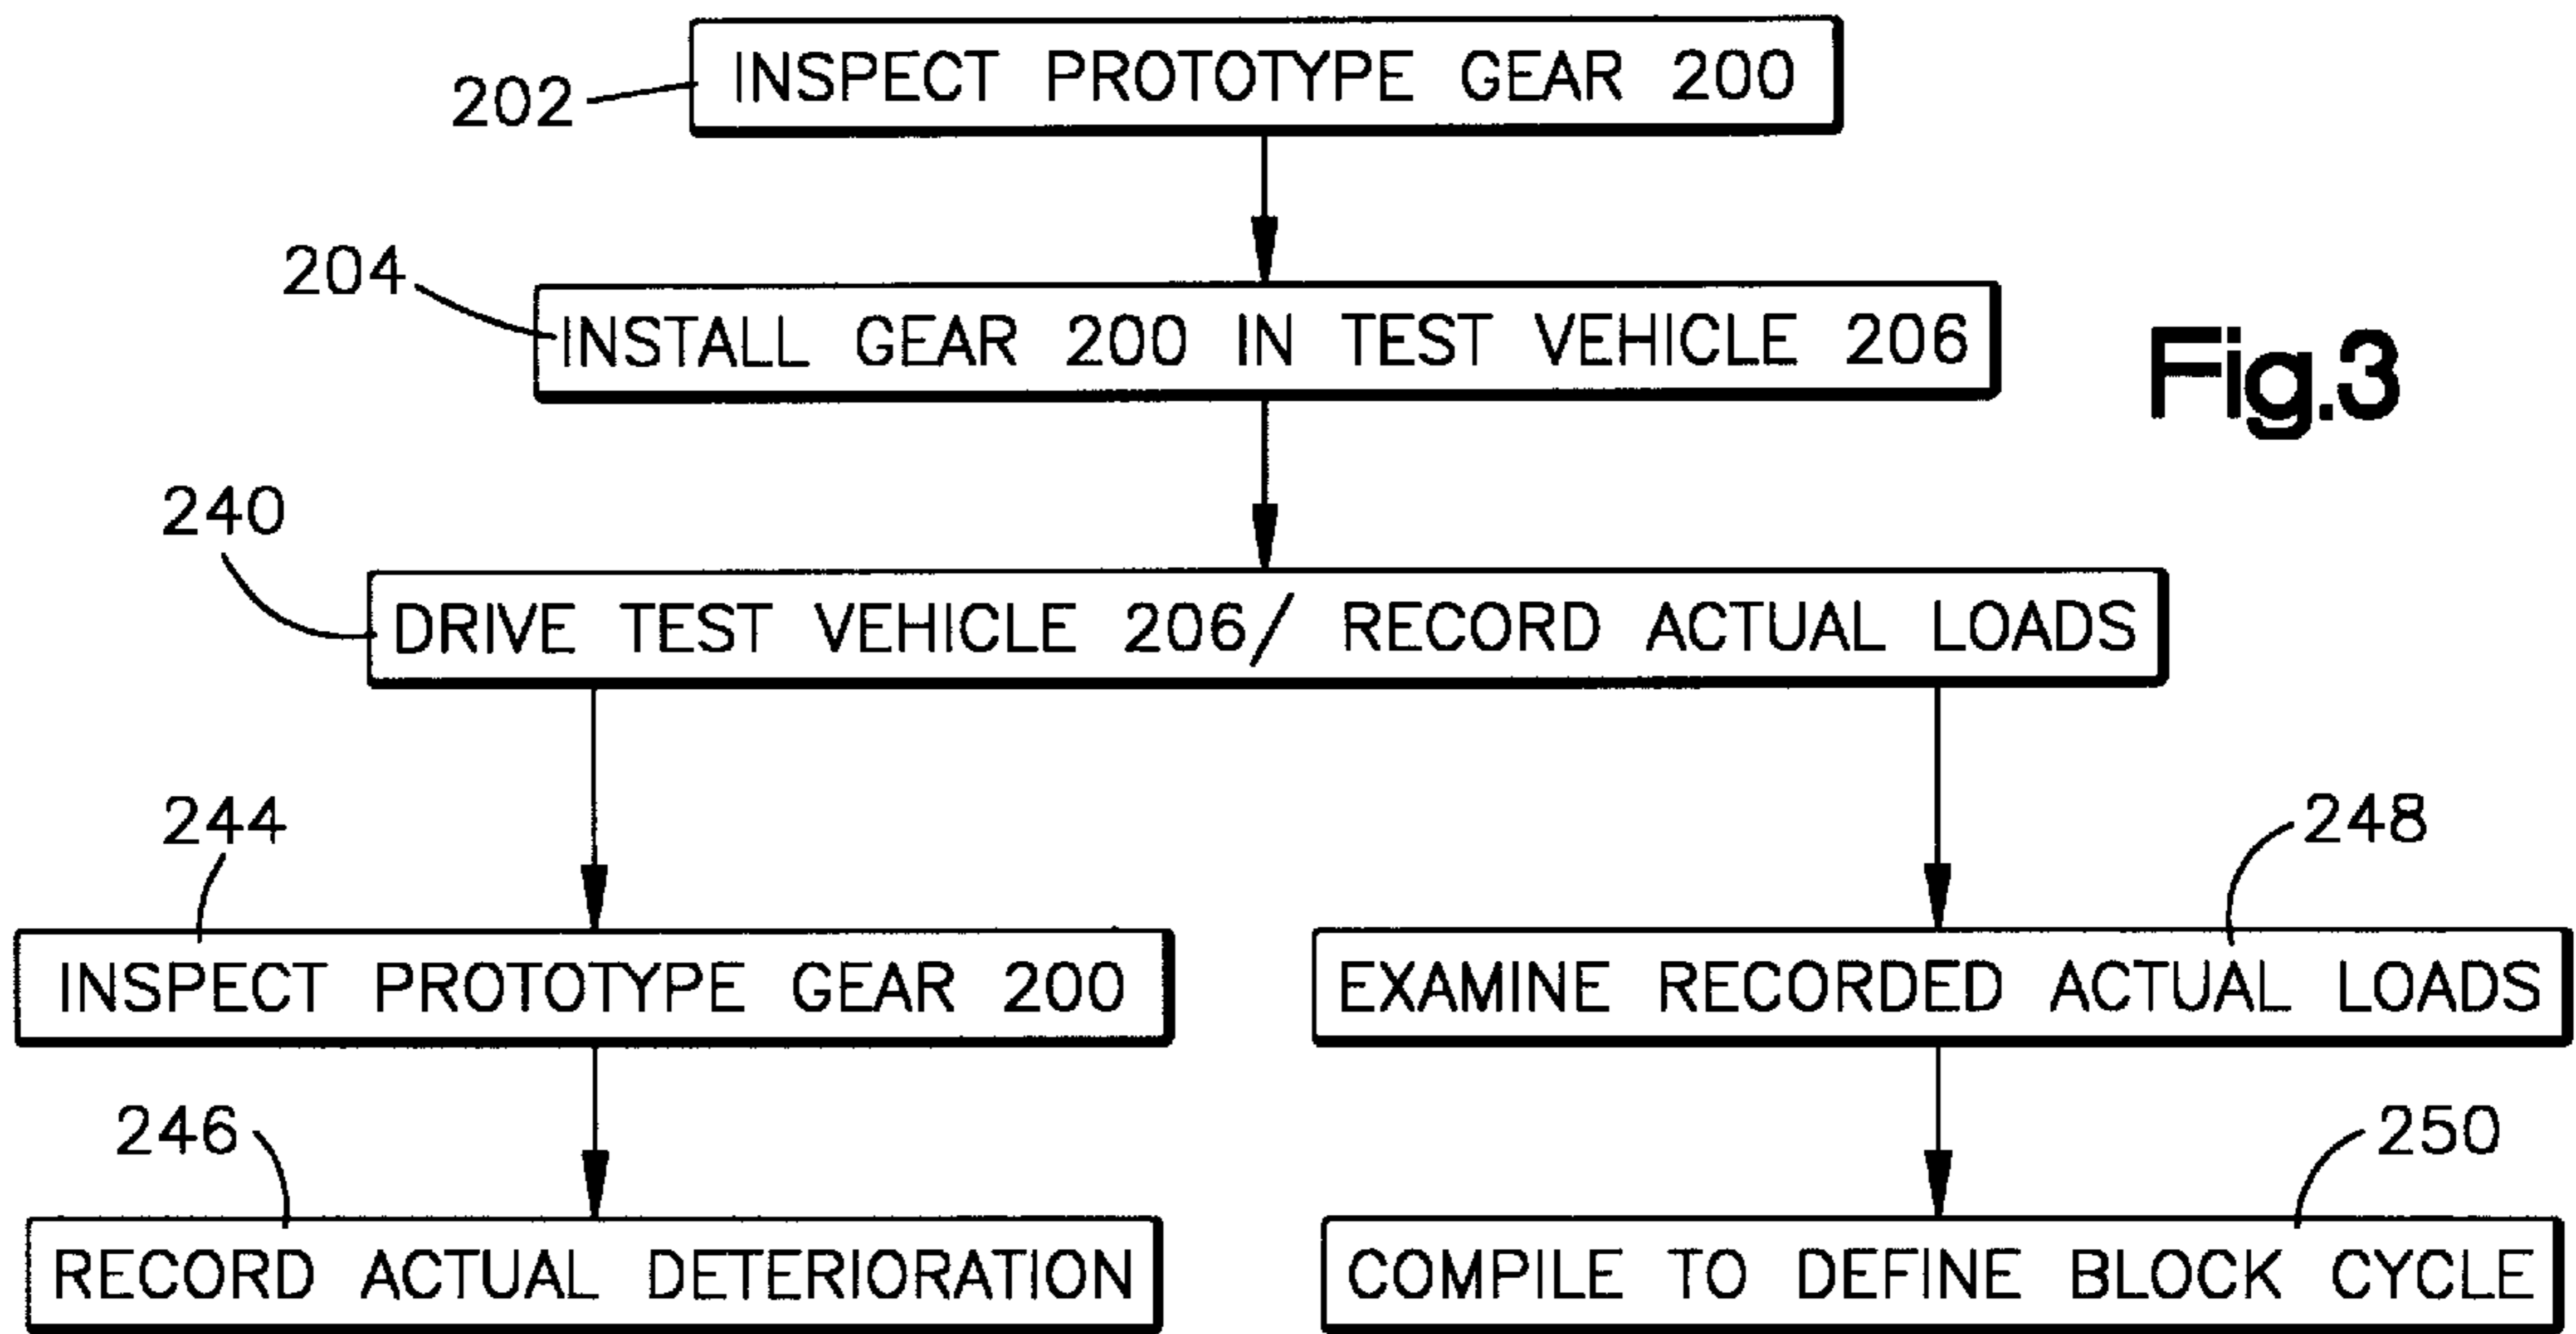 202
INSPECT PROTOTYPE GEAR 200
204
INSTALL GEAR 200 IN TEST VEHICLE 206
Fig.3
240
DRIVE TEST VEHICLE 206/ RECORD ACTUAL LOADS
244
248
INSPECT PROTOTYPE GEAR 200
EXAMINE RECORDED ACTUAL LOADS
246
250
RECORD ACTUAL DETERIORATION
COMPILE TO DEFINE BLOCK CYCLE